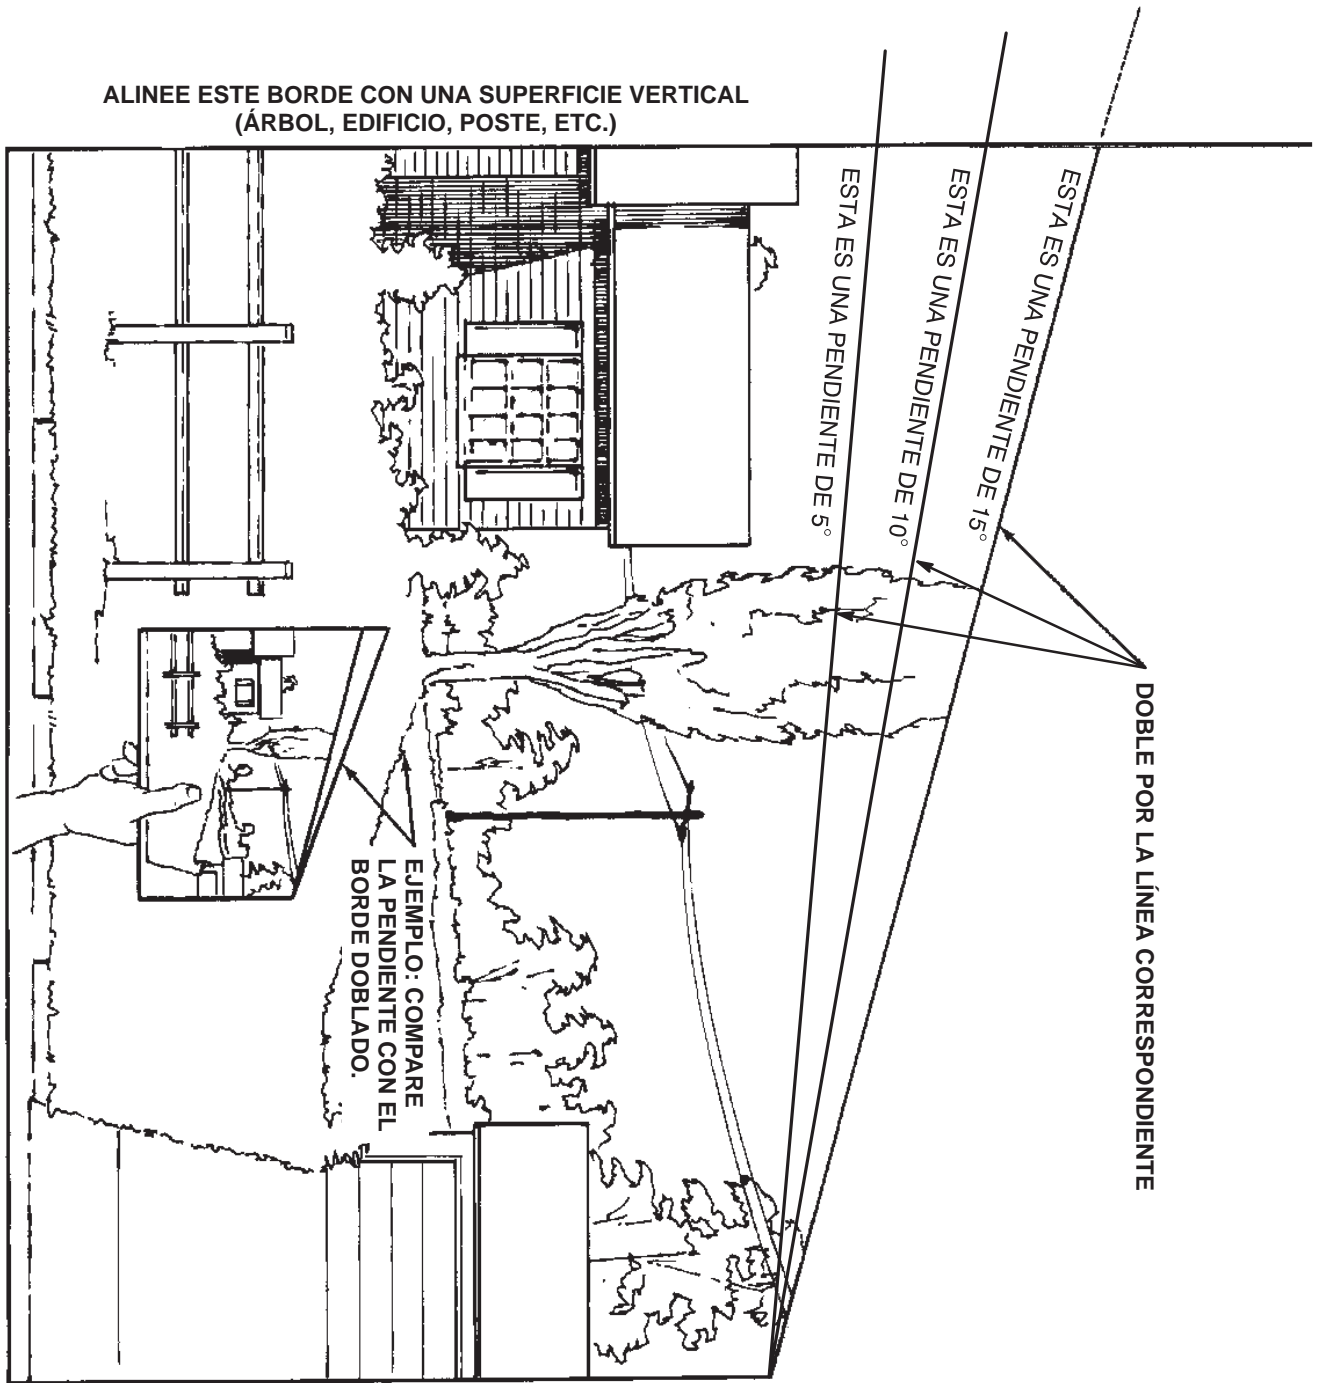 ALINEE ESTE BORDE CON UNA SUPERFICIE VERTICAL
(ÁRBOL, EDIFICIO, POSTE, ETC.)
ESTA ES UNA PENDIENTE DE 15°
ESTA ES UNA PENDIENTE DE 10°
ESTA ES UNA PENDIENTE DE 5°
DOBLE POR LA LÍNEA CORRESPONDIENTE
EJEMPLO: COMPARE
LA PENDIENTE CON EL
BORDE DOBLADO.